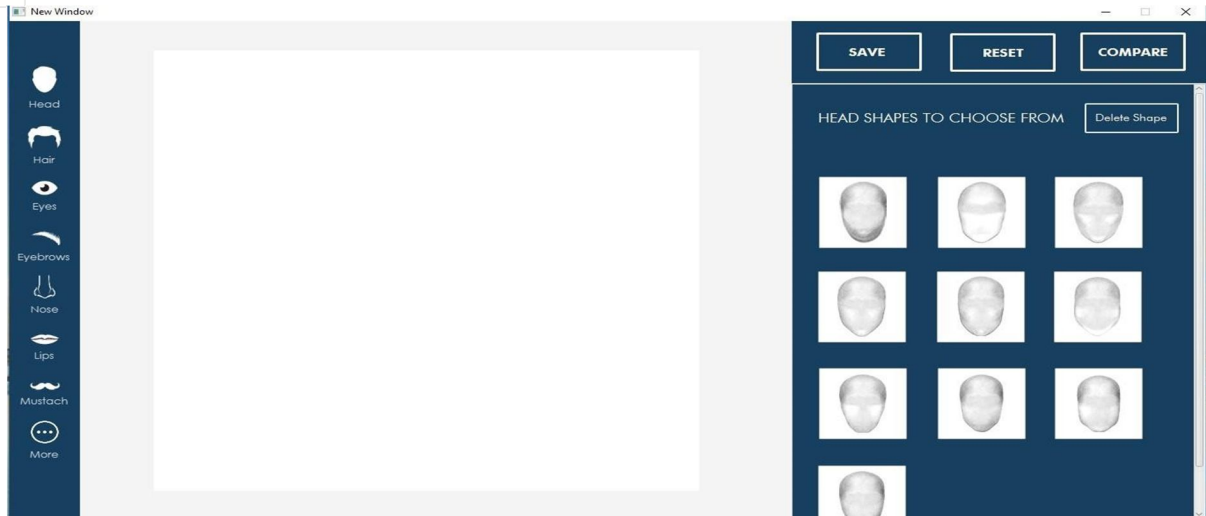 New Window
Head
Hair
Eyes
Eyebrows
Nose
Lips
Mustach
More
SAVE
RESET
COMPARE
HEAD SHAPES TO CHOOSE FROM
Delete Shape